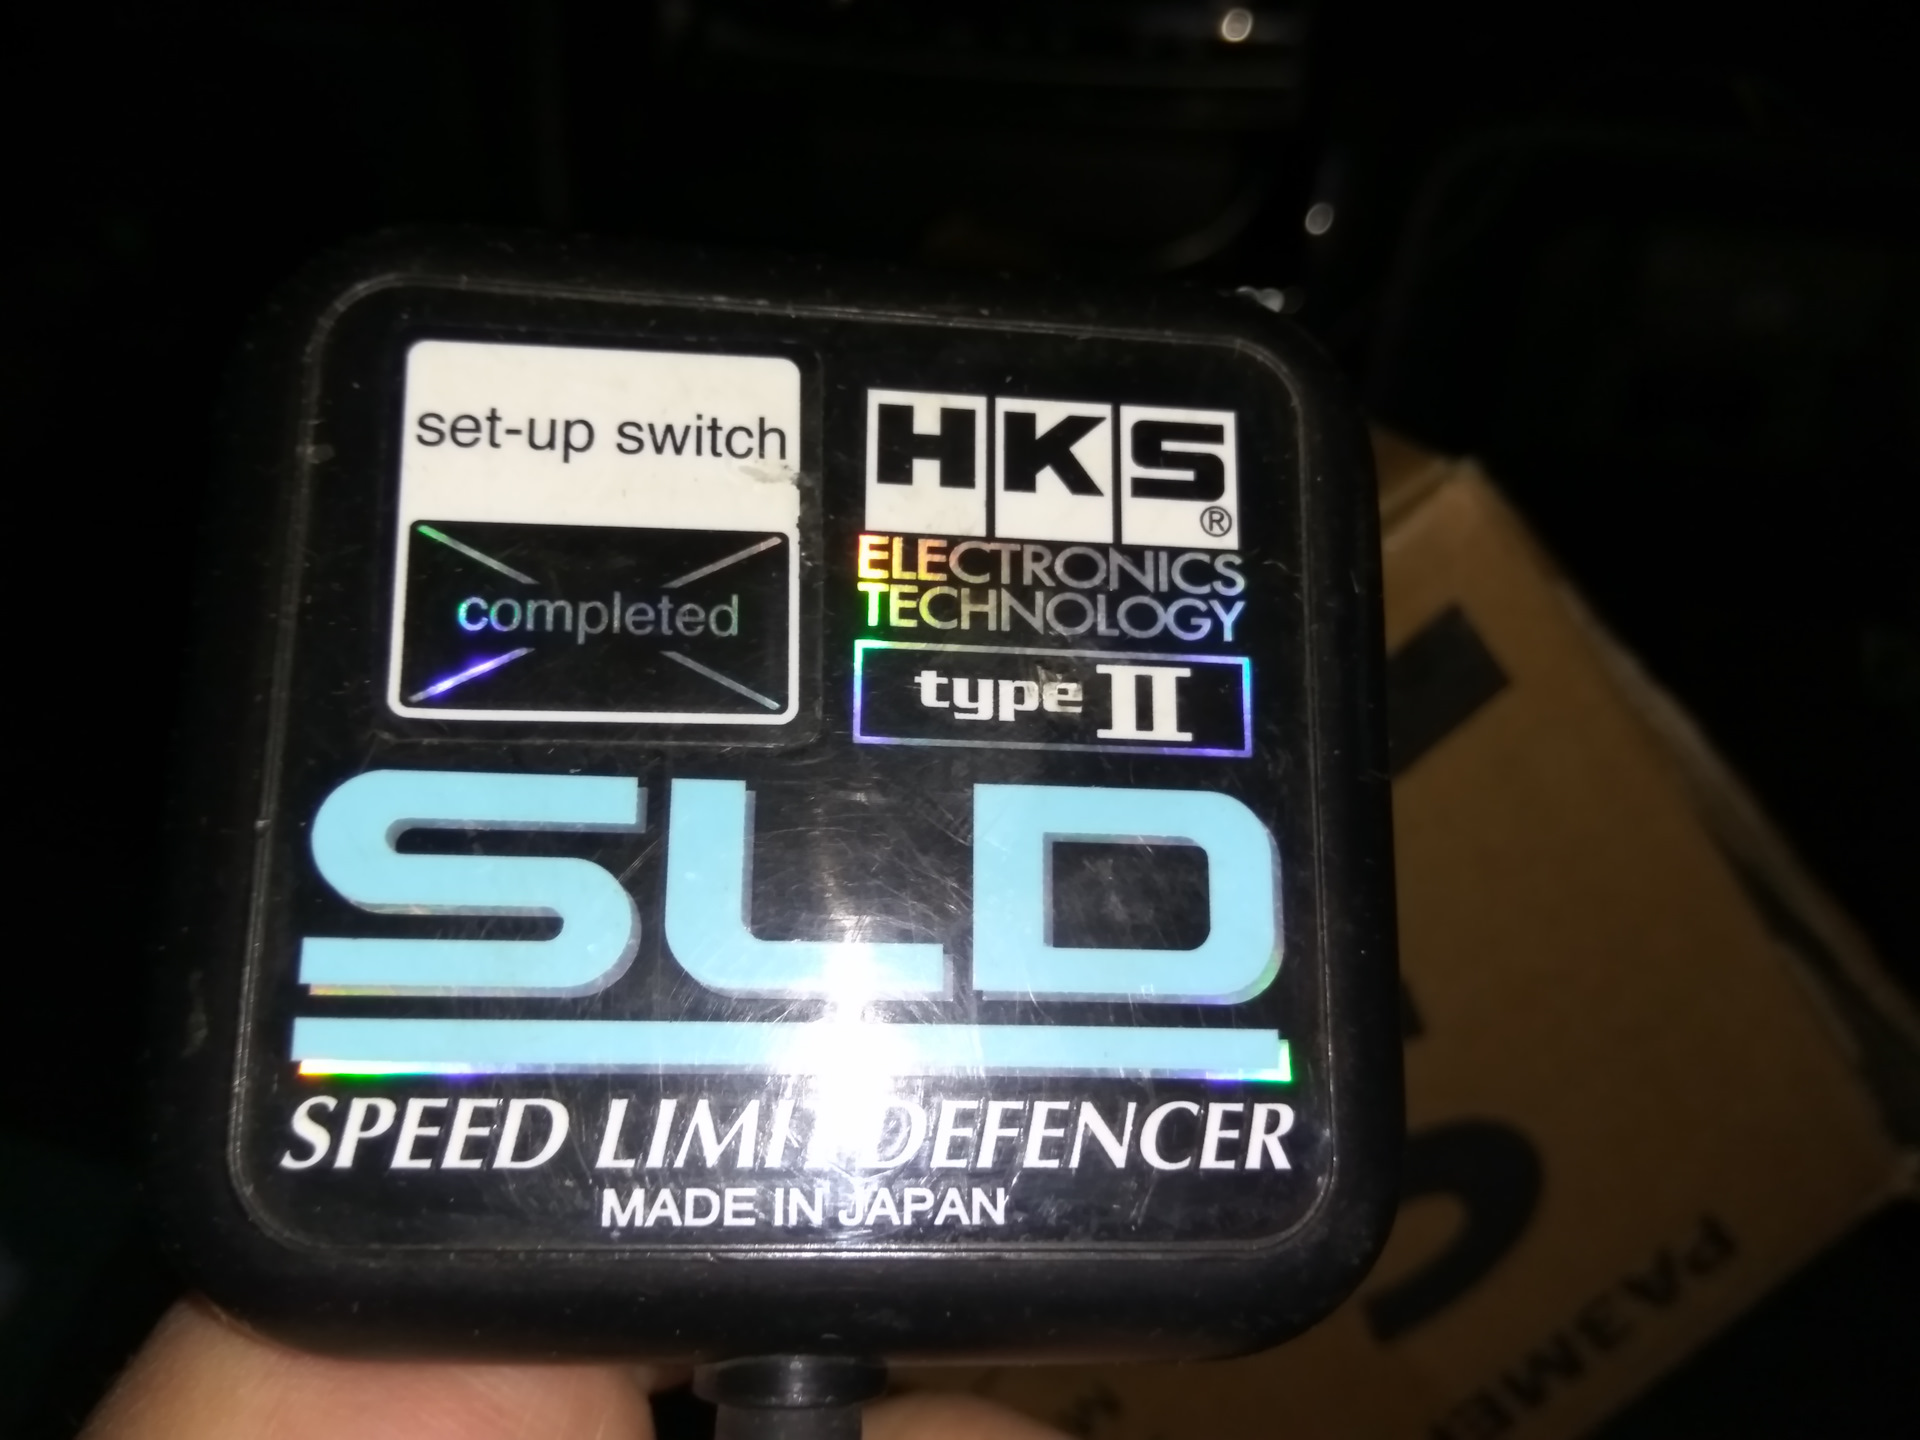 set-up switch
completed
HKS®
ELECTRONICS
TECHNOLOGY
type II
SLD
SPEED LIMIT DEFENCER
MADE IN JAPAN